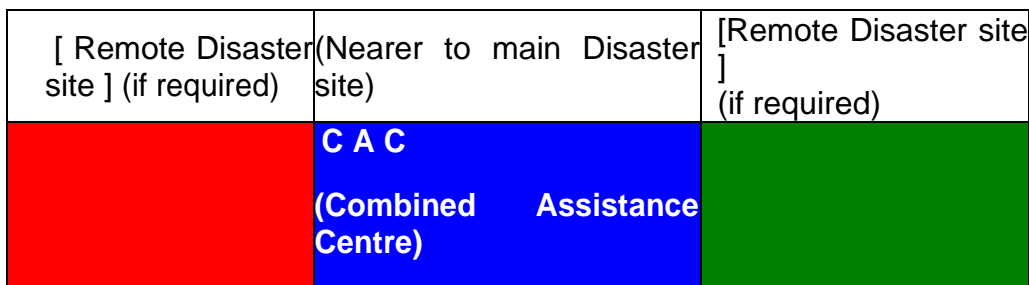 [ Remote Disaster
site ] (if required)
(Nearer to main Disaster
site)
[Remote Disaster site
]
(if required)
C A C
(Combined Assistance
Centre)